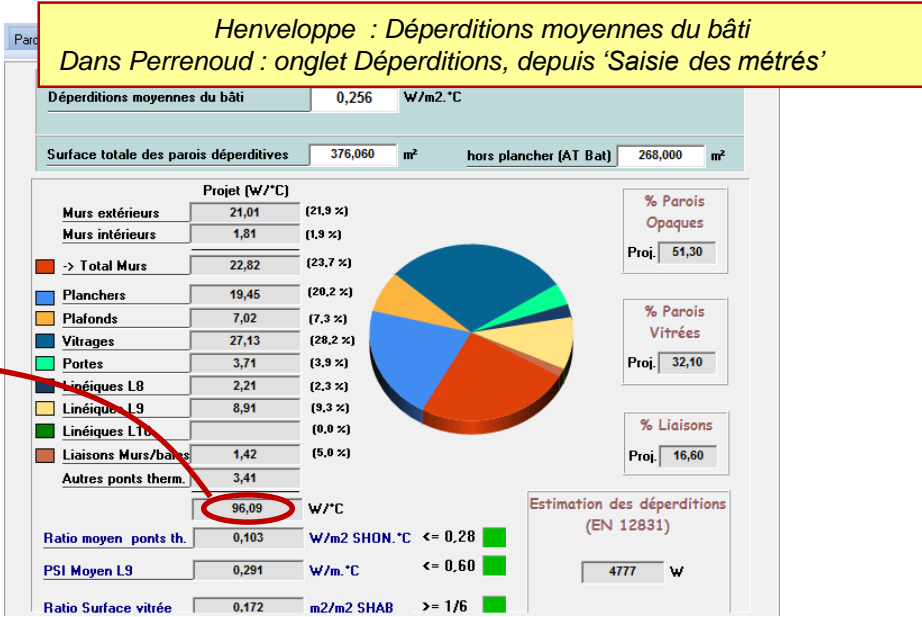 Henveloppe : Déperditions moyennes du bâti
Dans Perrenoud : onglet Déperditions, depuis ‘Saisie des métrés’
Paro
Déperditions moyennes du bâti 0,256 W/m2.°C
Surface totale des parois déperditives 376,060 m² hors plancher (AT Bat) 268,000 m²
Projet (W/°C)
Murs extérieurs 21,01 (21,9 %)
Murs intérieurs 1,81 (1,9 %)
-> Total Murs 22,82 (23,7 %)
Planchers 19,45 (20,2 %)
Plafonds 7,02 (7,3 %)
Vitrages 27,13 (28,2 %)
Portes 3,71 (3,9 %)
Linéiques L8 2,21 (2,3 %)
Linéiques L9 8,91 (9,3 %)
Linéiques L10 (0,0 %)
Liaisons Murs/baies 1,42 (5,0 %)
Autres ponts therm. 3,41
96,09 W/°C
Ratio moyen ponts th. 0,103 W/m2 SHON.°C <= 0,28
PSI Moyen L9 0,291 W/m.°C <= 0,60
Ratio Surface vitrée 0,172 m2/m2 SHAB >= 1/6
% Parois
Opaques
Proj. 51,30
% Parois
Vitrées
Proj. 32,10
% Liaisons
Proj. 16,60
Estimation des déperditions
(EN 12831)
4777 W